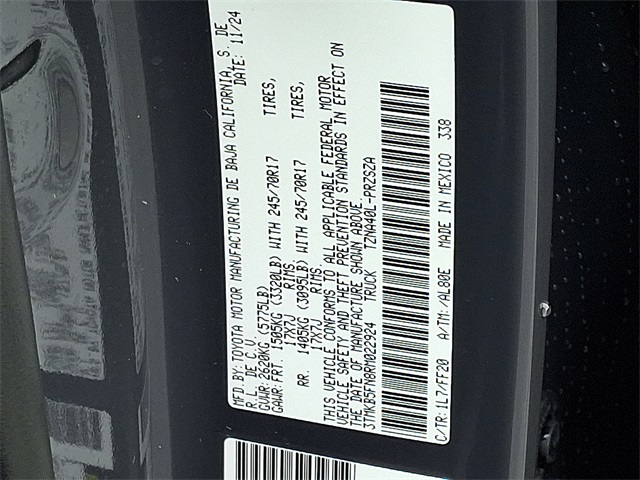 MFD. BY: TOYOTA MOTOR MANUFACTURING DE BAJA CALIFORNIA, S. DE
R. L. DE C. V. DATE: 11/24
GVWR: 2620KG (5775LB)
GAWR: FRT. 1505KG (3320LB) WITH 245/70R17 TIRES,
17X7J RIMS,
RR. 1405KG (3095LB) WITH 245/70R17 TIRES,
17X7J RIMS.
THIS VEHICLE CONFORMS TO ALL APPLICABLE FEDERAL MOTOR
VEHICLE SAFETY AND THEFT PREVENTION STANDARDS IN EFFECT ON
THE DATE OF MANUFACTURE SHOWN ABOVE.
3TMKB5FN8RM022924 TRUCK TZNA40L-PRZSZA
C/TR: 1L7/FF20 A/TM: /AL80E MADE IN MEXICO 338